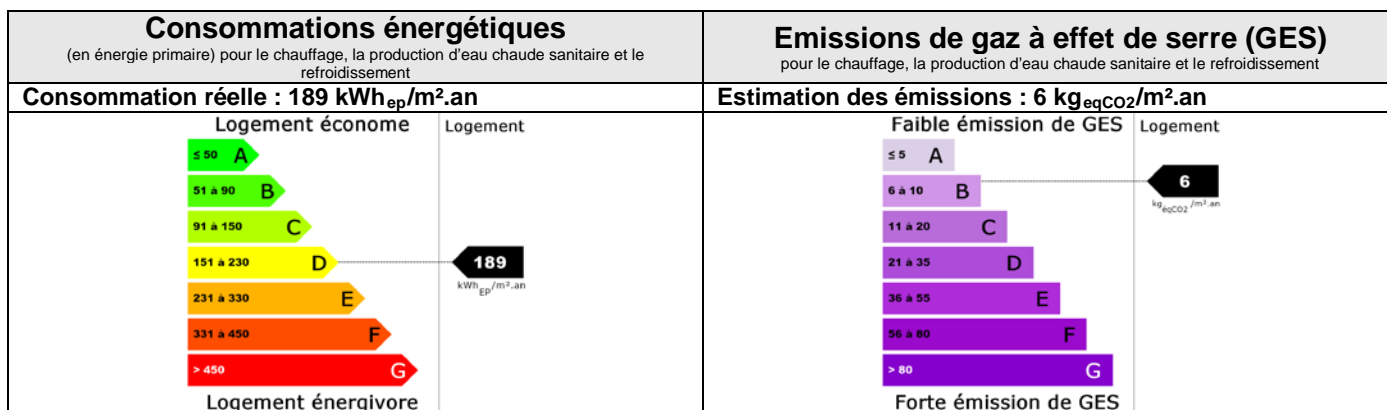 Consommations énergétiques
(en énergie primaire) pour le chauffage, la production d'eau chaude sanitaire et le
refroidissement
Emissions de gaz à effet de serre (GES)
pour le chauffage, la production d'eau chaude sanitaire et le refroidissement
Consommation réelle : 189 kWhep/m².an
Estimation des émissions : 6 kgeqCO2/m².an
Logement économe
Logement
≤ 50 A
51 à 90 B
91 à 150 C
151 à 230 D
189
kWhEP/m².an
231 à 330 E
331 à 450 F
> 450 G
Logement énergivore
Faible émission de GES
Logement
≤ 5 A
6 à 10 B
6
kgéqCO2/m².an
11 à 20 C
21 à 35 D
36 à 55 E
56 à 80 F
> 80 G
Forte émission de GES